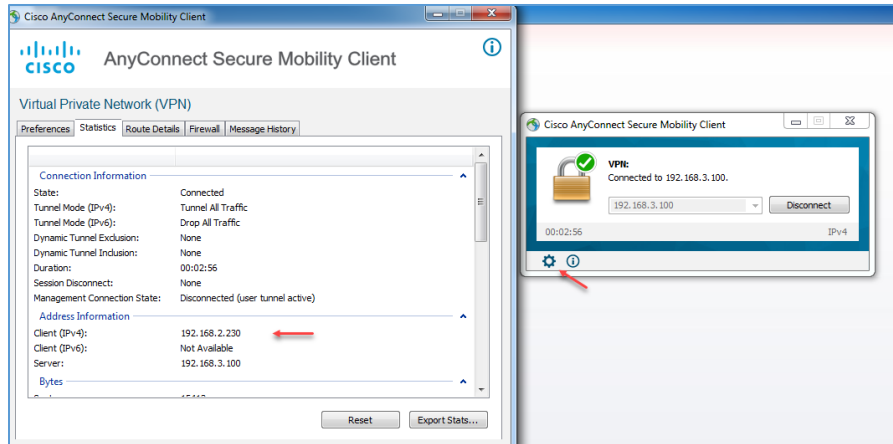 Cisco AnyConnect Secure Mobility Client
CISCO
AnyConnect Secure Mobility Client
Virtual Private Network (VPN)
Preferences Statistics Route Details Firewall Message History
Connection Information
State: Connected
Tunnel Mode (IPv4): Tunnel All Traffic
Tunnel Mode (IPv6): Drop All Traffic
Dynamic Tunnel Exclusion: None
Dynamic Tunnel Inclusion: None
Duration: 00:02:56
Session Disconnect: None
Management Connection State: Disconnected (user tunnel active)
Address Information
Client (IPv4): 192.168.2.230
Client (IPv6): Not Available
Server: 192.168.3.100
Bytes
Reset Export Stats...
Cisco AnyConnect Secure Mobility Client
VPN:
Connected to 192.168.3.100.
192.168.3.100 Disconnect
00:02:56 IPv4